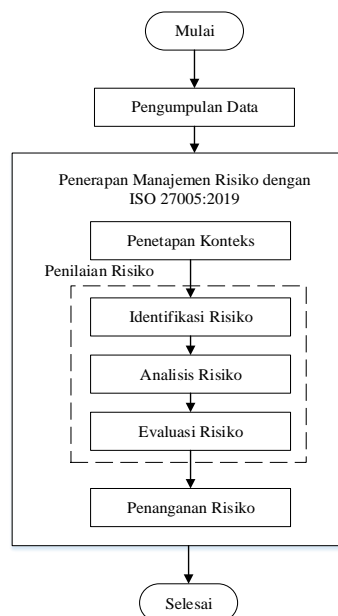 Mulai
Pengumpulan Data
Penerapan Manajemen Risiko dengan
ISO 27005:2019
Penetapan Konteks
Penilaian Risiko
Identifikasi Risiko
Analisis Risiko
Evaluasi Risiko
Penanganan Risiko
Selesai